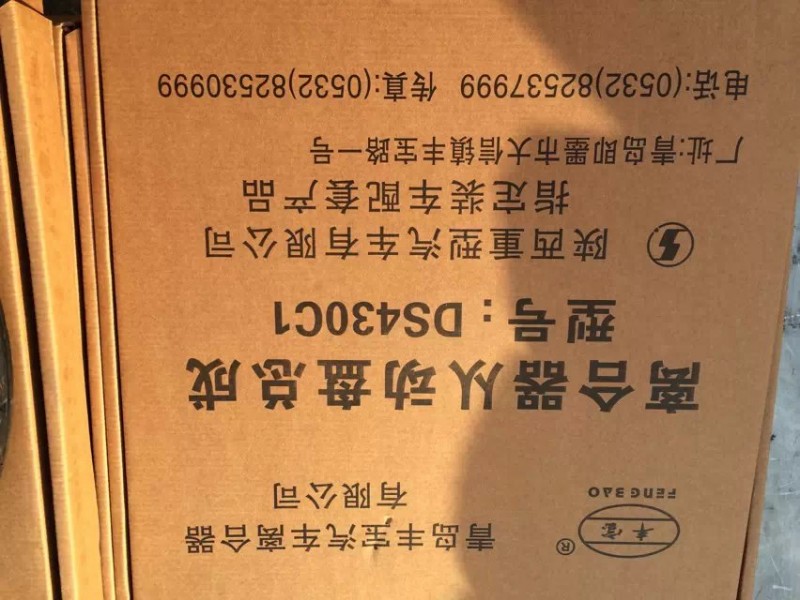 丰宝
®
FENGBAO
青岛丰宝汽车离合器
有限公司
离合器从动盘总成
型号：DS430C1
陕西重型汽车有限公司
指定装车配套产品
厂址:青岛即墨市大信镇丰宝路一号
电话:(0532)82537999 传真:(0532)82530999